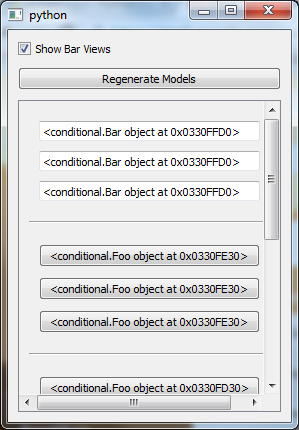 python
Show Bar Views
Regenerate Models
<conditional.Bar object at 0x0330FFD0>
<conditional.Bar object at 0x0330FFD0>
<conditional.Bar object at 0x0330FFD0>
<conditional.Foo object at 0x0330FE30>
<conditional.Foo object at 0x0330FE30>
<conditional.Foo object at 0x0330FE30>
<conditional.Foo object at 0x0330FD30>